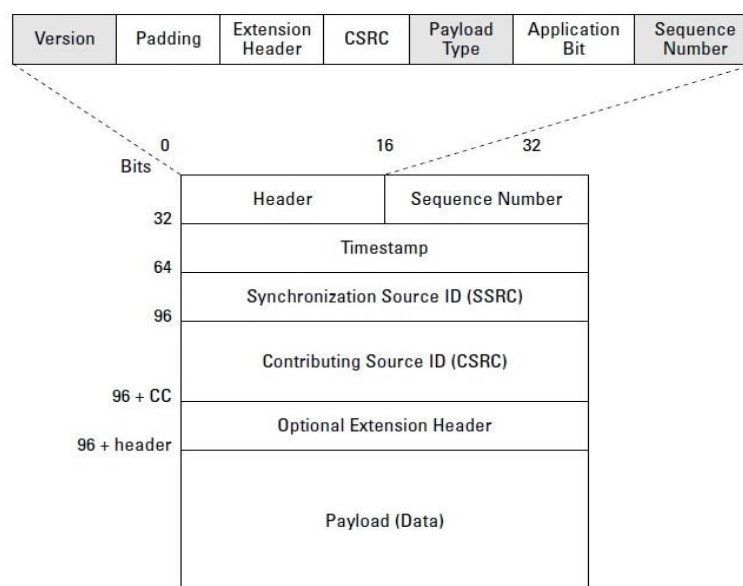 Version Padding Extension Header CSRC Payload Type Application Bit Sequence Number
0 16 32
Bits
Header Sequence Number
32
Timestamp
64
Synchronization Source ID (SSRC)
96
Contributing Source ID (CSRC)
96 + CC
Optional Extension Header
96 + header
Payload (Data)